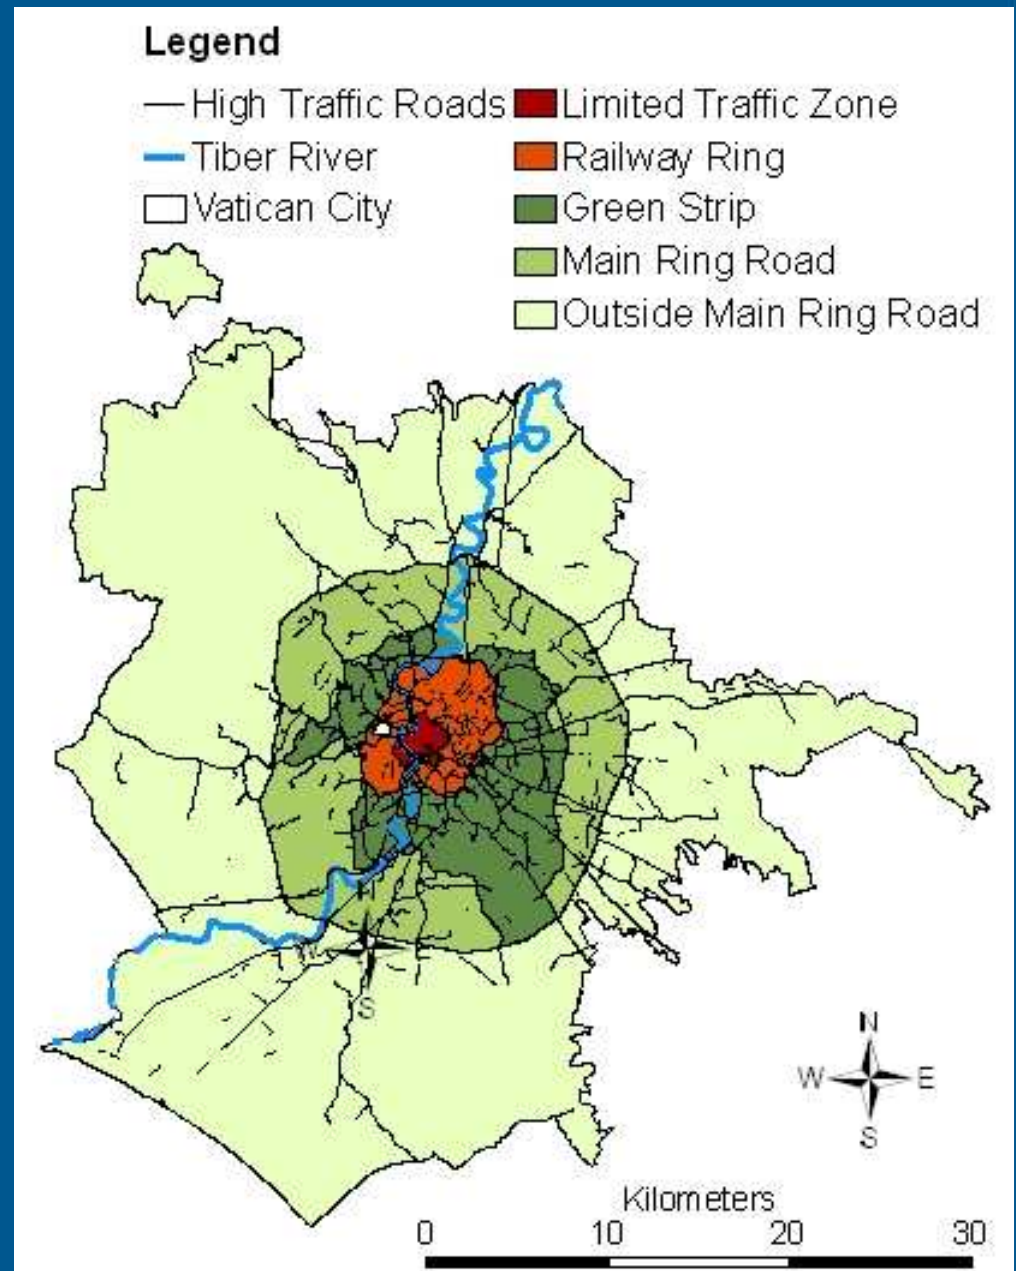 Legend
High Traffic Roads
Tiber River
Vatican City
Limited Traffic Zone
Railway Ring
Green Strip
Main Ring Road
Outside Main Ring Road
W
S
N
W E
S
Kilometers
0 10 20 30